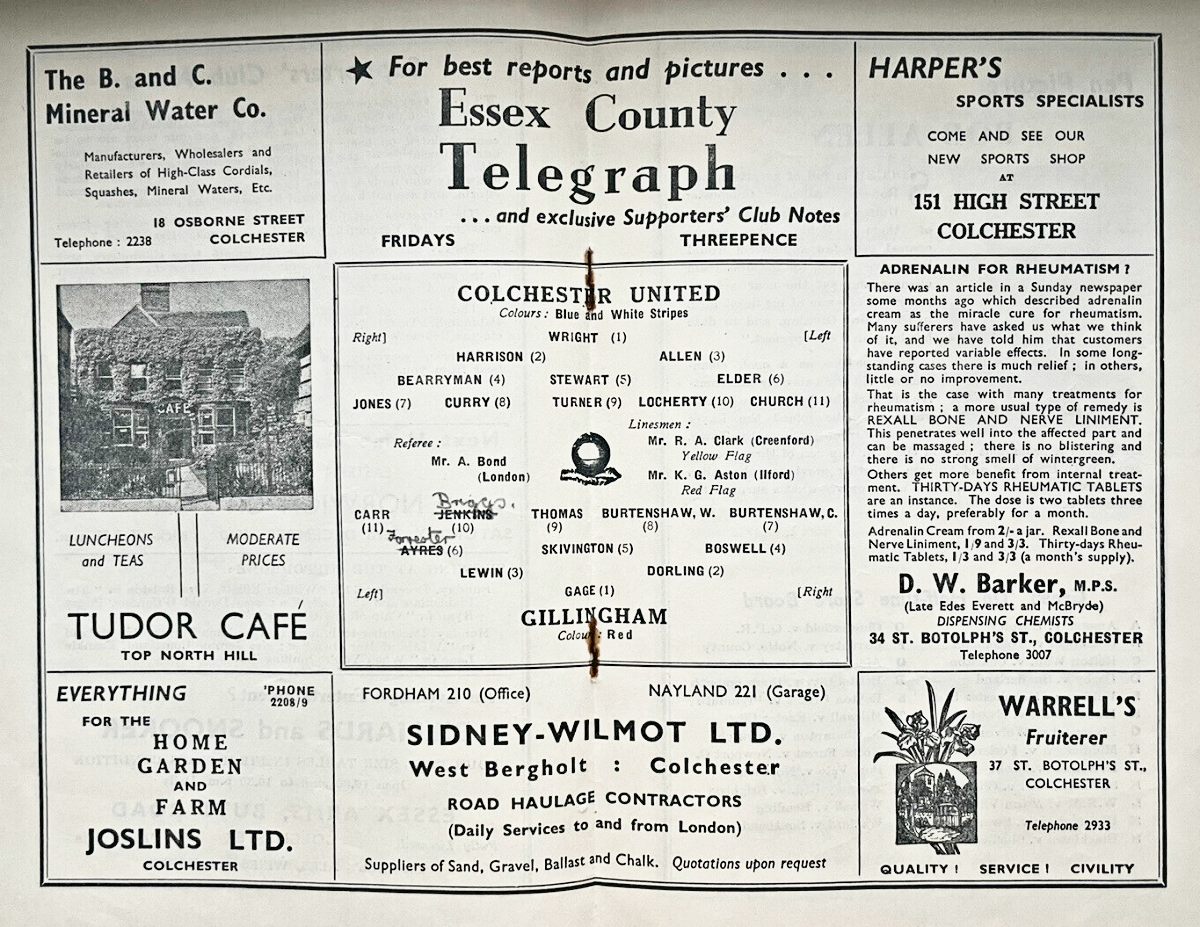 The B. and C.
Mineral Water Co.
Manufacturers, Wholesalers and
Retailers of High-Class Cordials,
Squashes, Mineral Waters, Etc.
18 OSBORNE STREET
Telephone : 2238 COLCHESTER
★ For best reports and pictures . . .
Essex County
Telegraph
. . . and exclusive Supporters' Club Notes
FRIDAYS THREEPENCE
HARPER'S
SPORTS SPECIALISTS
COME AND SEE OUR
NEW SPORTS SHOP
AT
151 HIGH STREET
COLCHESTER
CAFE
LUNCHEONS
and TEAS
MODERATE
PRICES
TUDOR CAFÉ
TOP NORTH HILL
COLCHESTER UNITED
Colours : Blue and White Stripes
Right] WRIGHT (1) [Left
HARRISON (2) ALLEN (3)
BEARRYMAN (4) STEWART (5) ELDER (6)
JONES (7) CURRY (8) TURNER (9) LOCHERTY (10) CHURCH (11)
Linesmen :
Referee : Mr. R. A. Clark (Creenford)
Yellow Flag
Mr. A. Bond
(London)
Mr. K. G. Aston (Ilford)
Red Flag
Briggs.
CARR JENKINS THOMAS BURTENSHAW, W. BURTENSHAW, C.
(11) (10) (9) (8) (7)
Forrester
AYRES (6) SKIVINGTON (5) BOSWELL (4)
LEWIN (3) DORLING (2)
Left] GAGE (1) [Right
GILLINGHAM
Colour : Red
ADRENALIN FOR RHEUMATISM ?
There was an article in a Sunday newspaper
some months ago which described adrenalin
cream as the miracle cure for rheumatism.
Many sufferers have asked us what we think
of it, and we have told him that customers
have reported variable effects. In some long-
standing cases there is much relief ; in others,
little or no improvement.
That is the case with many treatments for
rheumatism ; a more usual type of remedy is
REXALL BONE AND NERVE LINIMENT.
This penetrates well into the affected part and
can be massaged ; there is no blistering and
there is no strong smell of wintergreen.
Others get more benefit from internal treat-
ment. THIRTY-DAYS RHEUMATIC TABLETS
are an instance. The dose is two tablets three
times a day, preferably for a month.
Adrenalin Cream from 2/- a jar. Rexall Bone and
Nerve Liniment, 1/9 and 3/3. Thirty-days Rheu-
matic Tablets, 1/3 and 3/3 (a month's supply).
D. W. Barker, M.P.S.
(Late Edes Everett and McBryde)
DISPENSING CHEMISTS
34 ST. BOTOLPH'S ST., COLCHESTER
Telephone 3007
EVERYTHING 'PHONE
2208/9
FOR THE
HOME
GARDEN
AND
FARM
JOSLINS LTD.
COLCHESTER
FORDHAM 210 (Office) NAYLAND 221 (Garage)
SIDNEY-WILMOT LTD.
West Bergholt : Colchester
ROAD HAULAGE CONTRACTORS
(Daily Services to and from London)
Suppliers of Sand, Gravel, Ballast and Chalk. Quotations upon request
WARRELL'S
Fruiterer
37 ST. BOTOLPH'S ST.,
COLCHESTER
Telephone 2933
QUALITY ! SERVICE ! CIVILITY